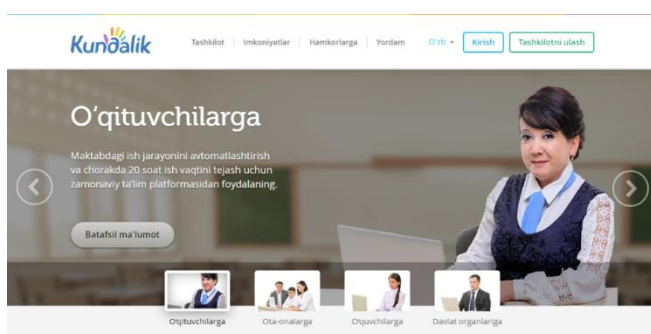 Kundalik
Tashkilot
Imkoniyatlar
Hamkorlarga
Yordam
O'zb
Kirish
Tashkilotni ulash
O'qituvchilarga
Maktabdagi ish jarayonini avtomatlashtirish
va chorakda 20 soat ish vaqtini tejash uchun
zamonaviy ta'lim platformasidan foydalaning.
Batafsil ma'lumot
O'qituvchilarga
Ota-onalarga
O'quvchilarga
Davlat organlariga